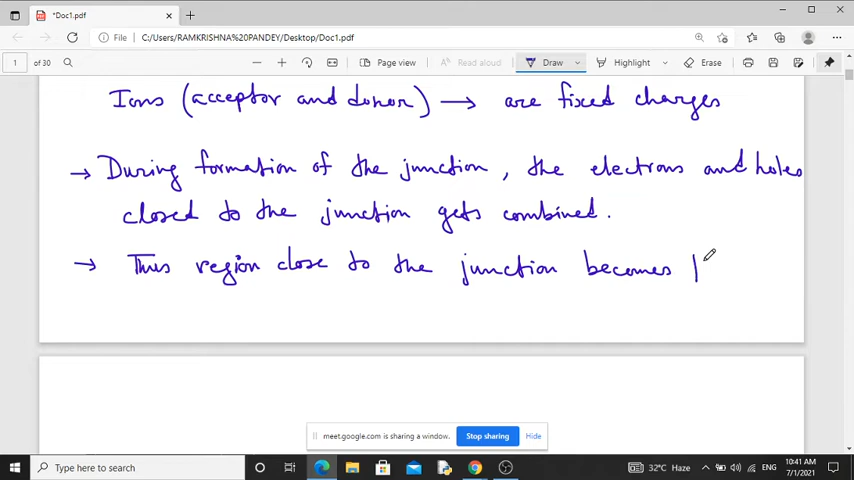 *Doc1.pdf
File
C:/Users/RAMKRISHNA PANDEY/Desktop/Doc1.pdf
1 of 30
Page view
Read aloud
Draw
Highlight
Erase
Ions (acceptor and donor) → are fixed charges
→ During formation of the junction, the electrons and holes
closed to the junction gets combined.
→ Thus region close to the junction becomes
meet.google.com is sharing a window.
Stop sharing
Hide
Type here to search
32°C Haze
ENG
10:41 AM
7/1/2021